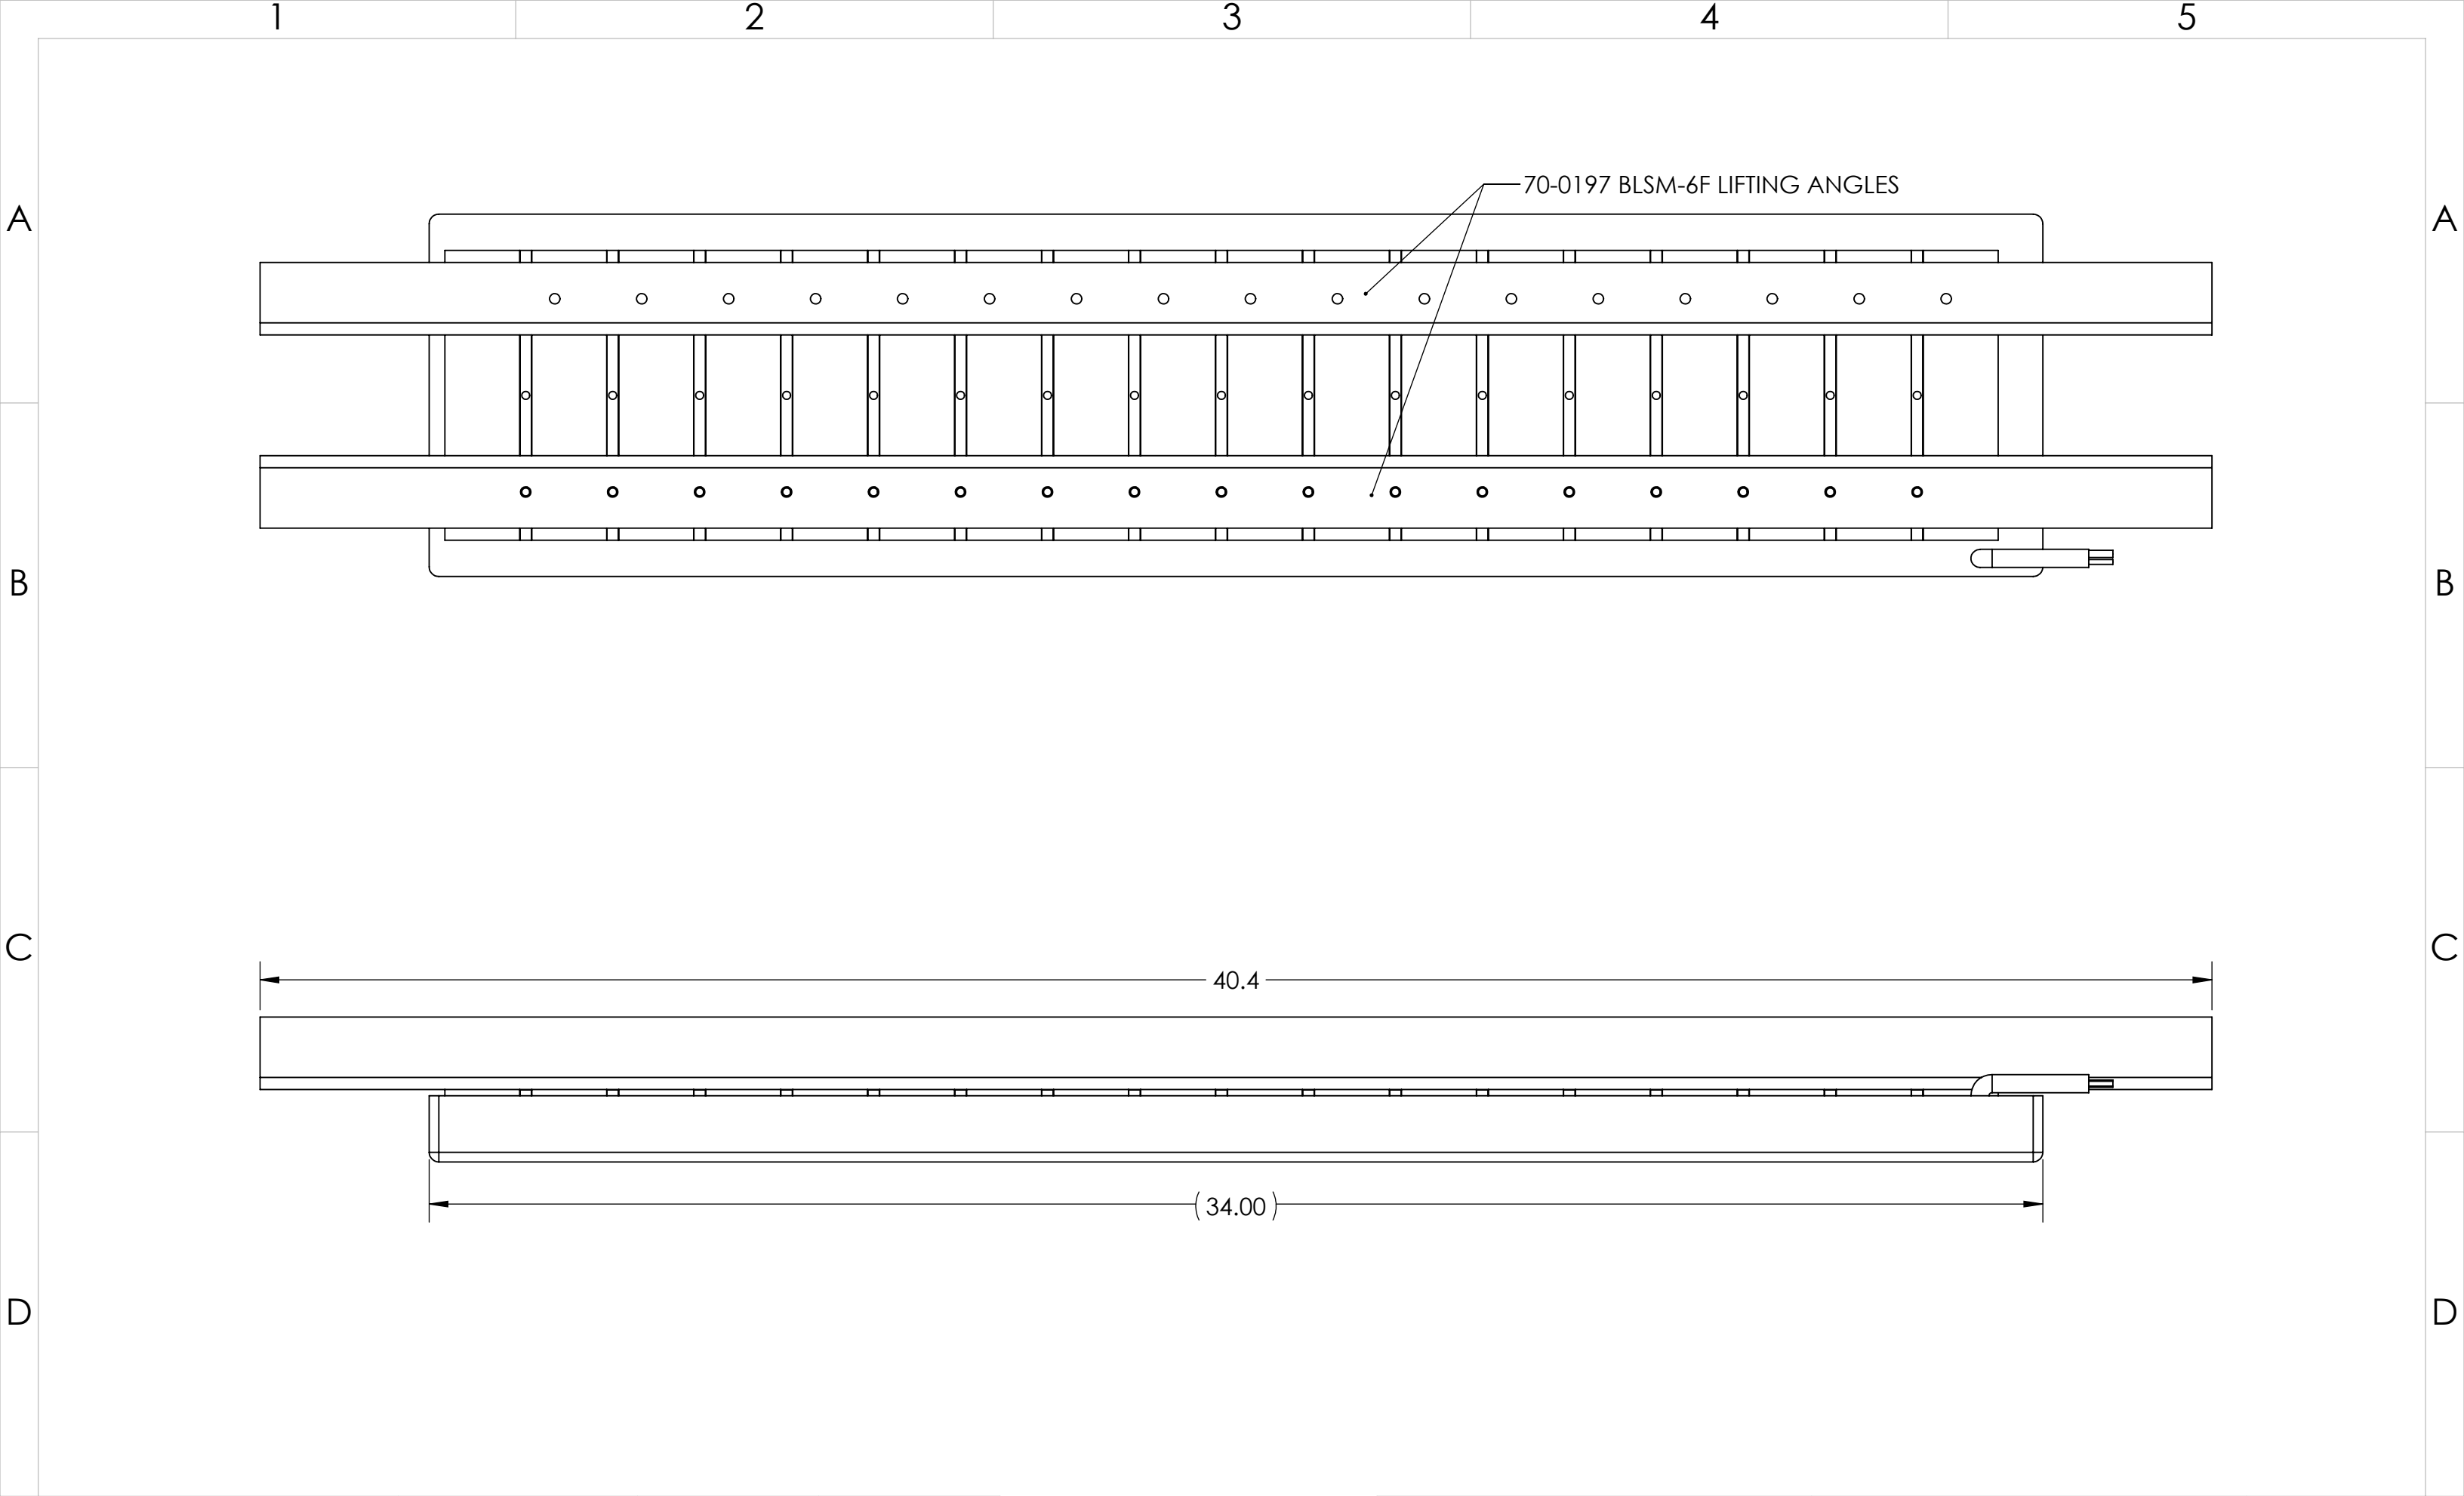 1 2 3 4 5
70-0197 BLSM-6F LIFTING ANGLES
A A
B B
C C
40.4
(34.00)
D D